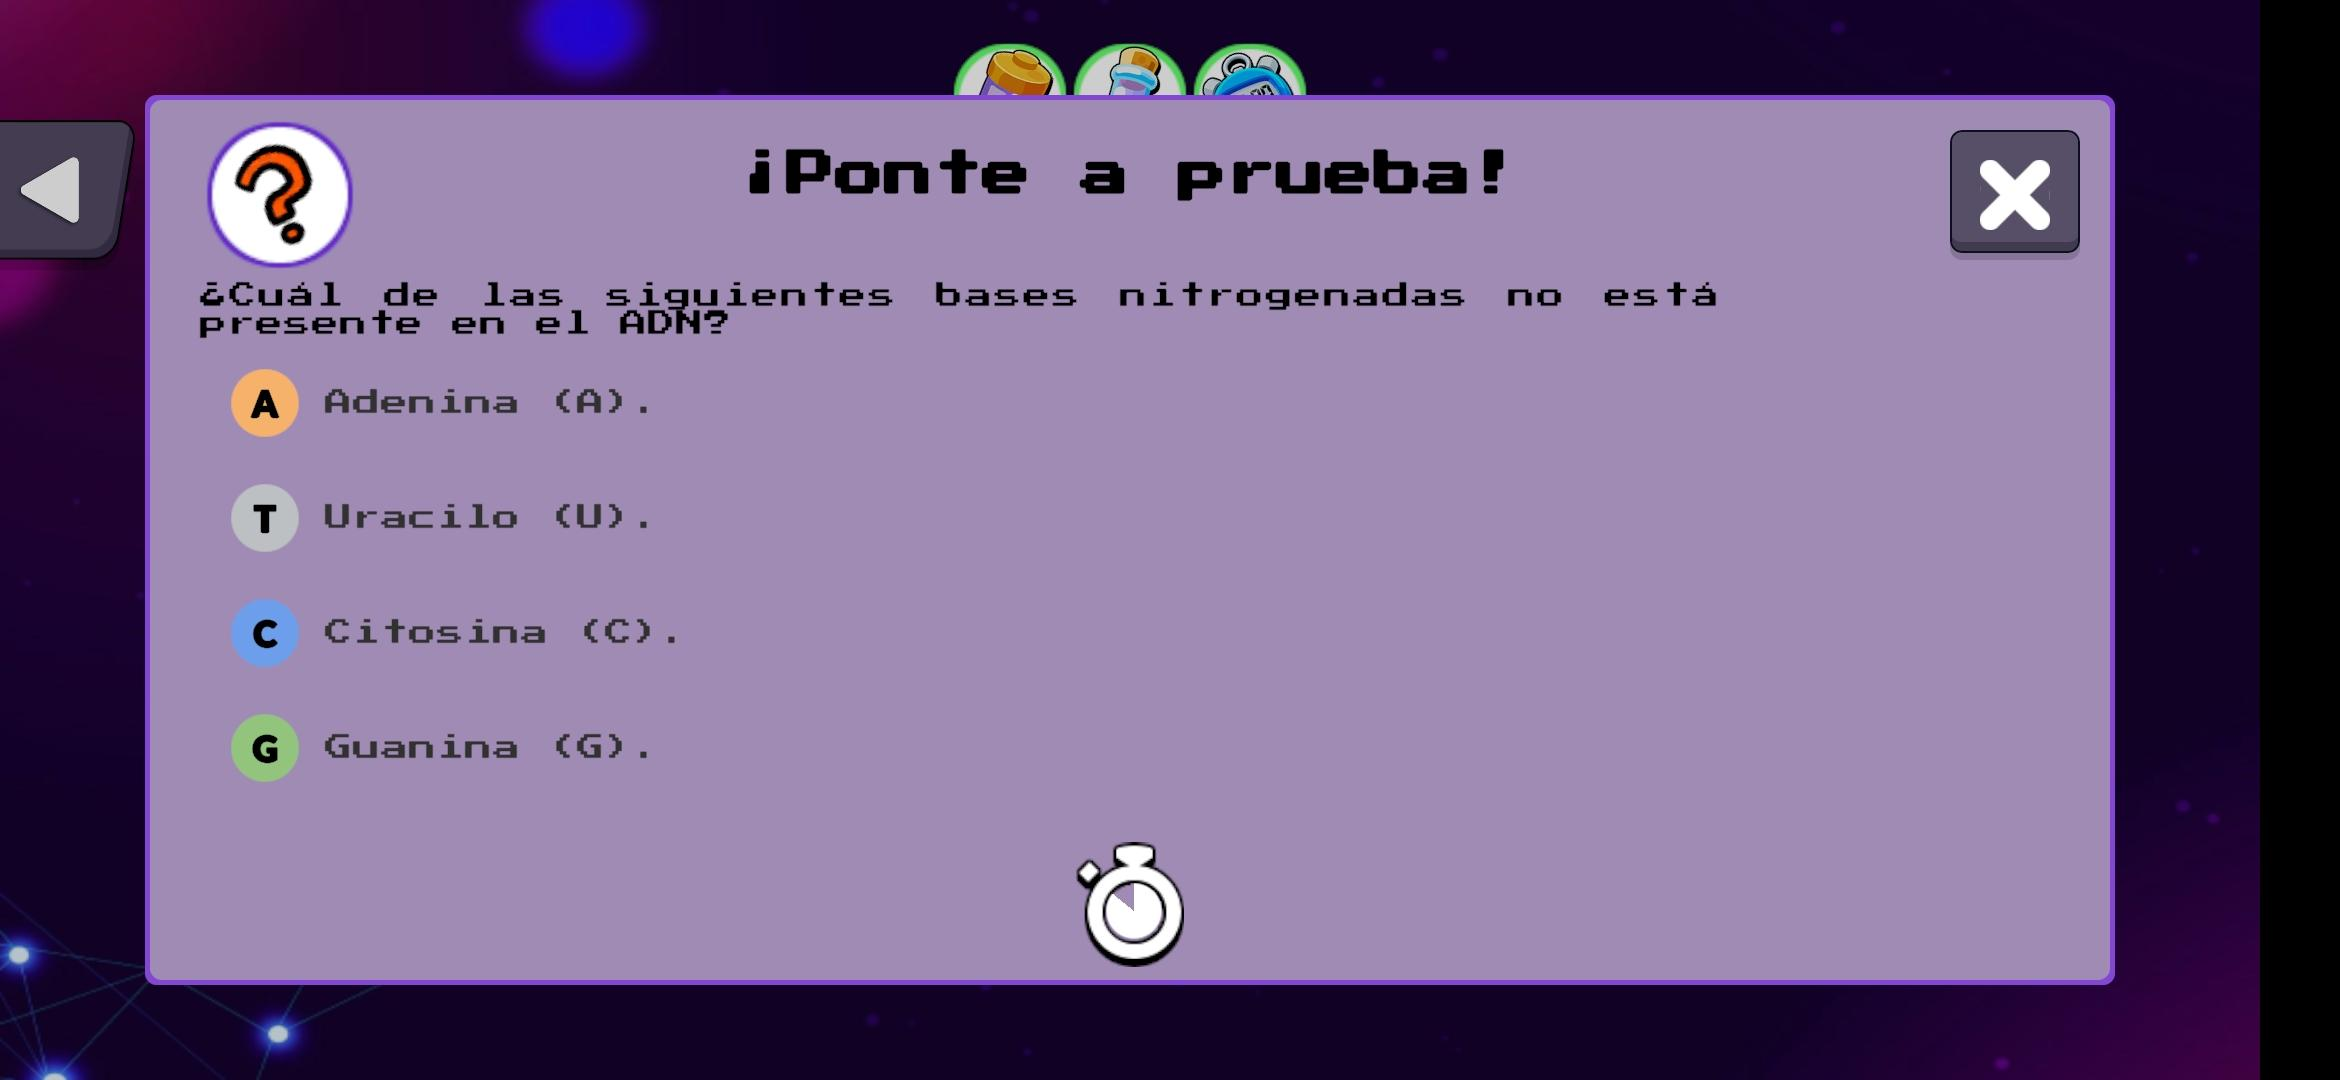 ¡Ponte a prueba!
¿Cuál de las siguientes bases nitrogenadas no está
presente en el ADN?
A Adenina (A).
T Uracilo (U).
C Citosina (C).
G Guanina (G).